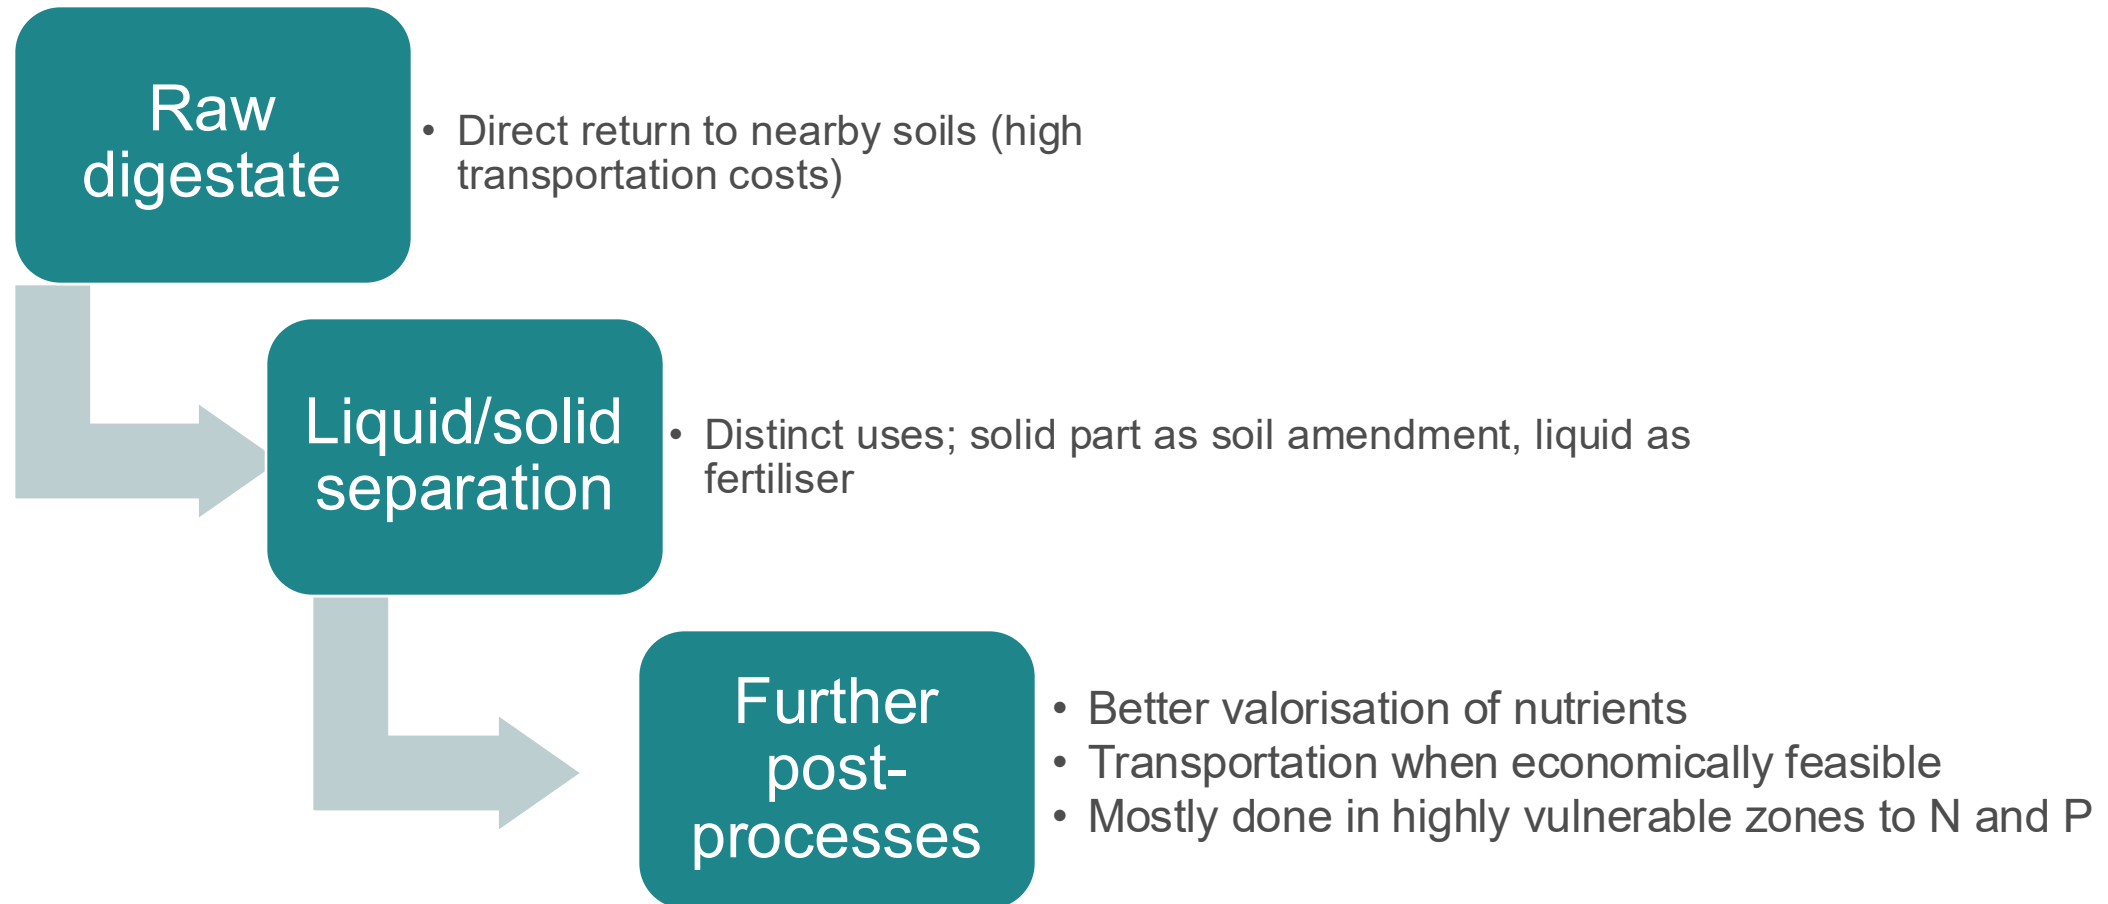 Raw
digestate
• Direct return to nearby soils (high
transportation costs)
Liquid/solid
separation
• Distinct uses; solid part as soil amendment, liquid as
fertiliser
Further
post-
processes
• Better valorisation of nutrients
• Transportation when economically feasible
• Mostly done in highly vulnerable zones to N and P